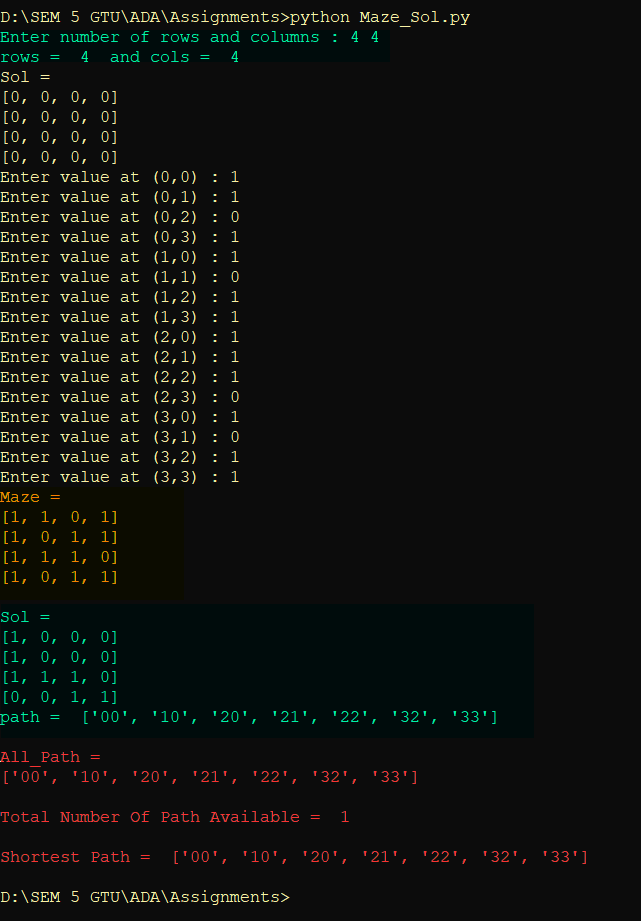 D:\SEM 5 GTU\ADA\Assignments>python Maze_Sol.py
Enter number of rows and columns : 4 4
rows =  4  and cols =  4
Sol =
[0, 0, 0, 0]
[0, 0, 0, 0]
[0, 0, 0, 0]
[0, 0, 0, 0]
Enter value at (0,0) : 1
Enter value at (0,1) : 1
Enter value at (0,2) : 0
Enter value at (0,3) : 1
Enter value at (1,0) : 1
Enter value at (1,1) : 0
Enter value at (1,2) : 1
Enter value at (1,3) : 1
Enter value at (2,0) : 1
Enter value at (2,1) : 1
Enter value at (2,2) : 1
Enter value at (2,3) : 0
Enter value at (3,0) : 1
Enter value at (3,1) : 0
Enter value at (3,2) : 1
Enter value at (3,3) : 1
Maze =
[1, 1, 0, 1]
[1, 0, 1, 1]
[1, 1, 1, 0]
[1, 0, 1, 1]
Sol =
[1, 0, 0, 0]
[1, 0, 0, 0]
[1, 1, 1, 0]
[0, 0, 1, 1]
path =  ['00', '10', '20', '21', '22', '32', '33']
All_Path =
['00', '10', '20', '21', '22', '32', '33']
Total Number Of Path Available =  1
Shortest Path =  ['00', '10', '20', '21', '22', '32', '33']
D:\SEM 5 GTU\ADA\Assignments>